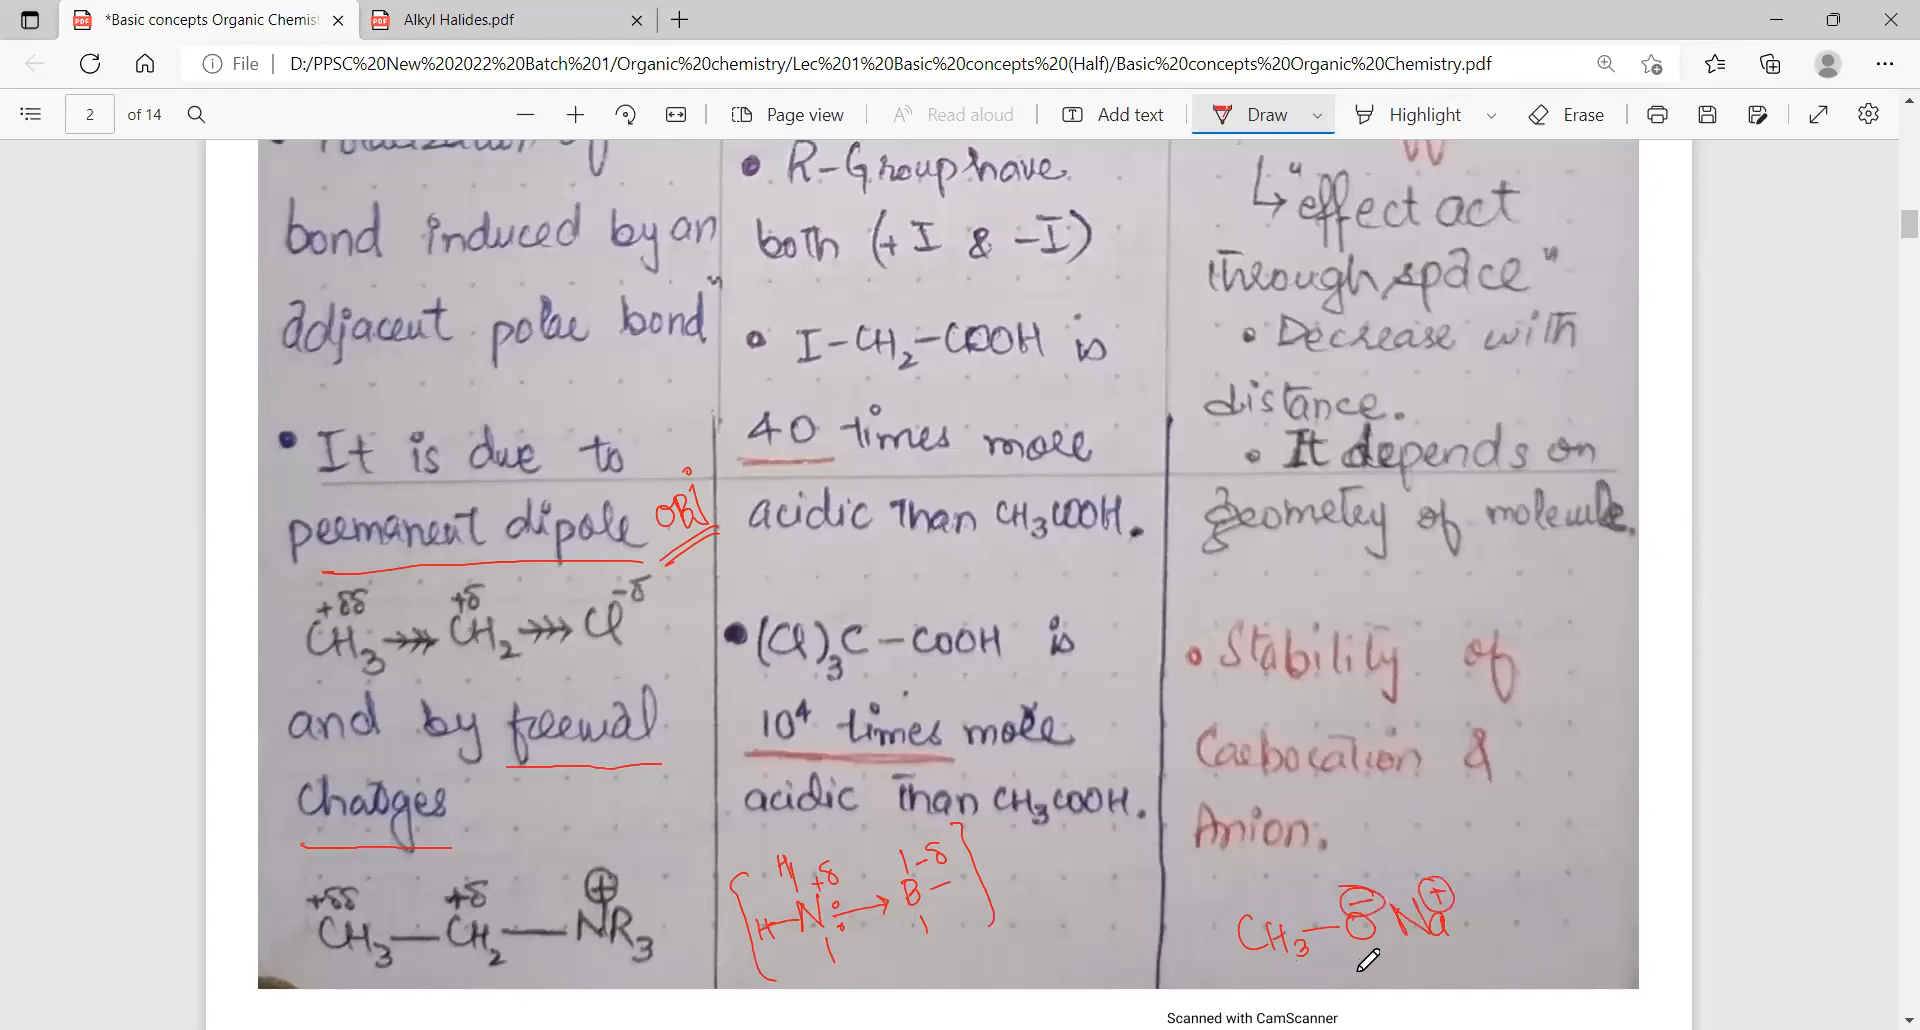 *Basic concepts Organic Chemist
Alkyl Halides.pdf
File
D:/PPSC%20New%202022%20Batch%201/Organic%20chemistry/Lec%201%20Basic%20concepts%20(Half)/Basic%20concepts%20Organic%20Chemistry.pdf
2 of 14
Page view
Read aloud
Add text
Draw
Highlight
Erase
bond induced by an
adjacent polar bond"
• It is due to
permanent dipole
OBJ
+δδ +δ -δ
CH3 →>> CH2 →>>> Cl
and by formal
Charges
+δδ +δ ⊕
CH3—CH2—NR3
• R-Group have
both (+I & -I)
• I-CH2-COOH is
40 times more
acidic Than CH3COOH.
• (Cl)3C-COOH is
10⁴ times more
acidic Than CH3COOH.
H +δ -δ
H-N: → B
↳ "effect act
through space"
• Decrease with
distance.
• It depends on
geometry of molecule.
• Stability of
Carbocation &
Anion.
CH3-O⊖ Na⊕
Scanned with CamScanner